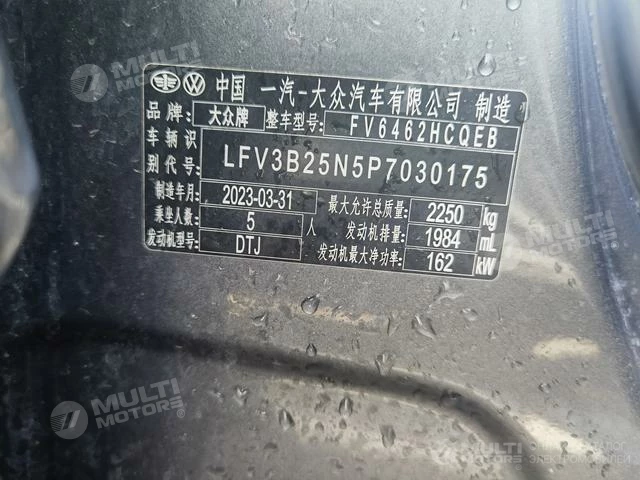 MULTI MOTORS
中国 一汽-大众汽车有限公司 制造
品牌: 大众牌 整车型号: FV6462HCQEB
车辆识别代号: LFV3B25N5P7030175
制造年月: 2023-03-31 最大允许总质量: 2250 kg
乘坐人数: 5 人 发动机排量: 1984 mL
发动机型号: DTJ 发动机最大净功率: 162 kW
MULTI MOTORS
MULTI MOTORS